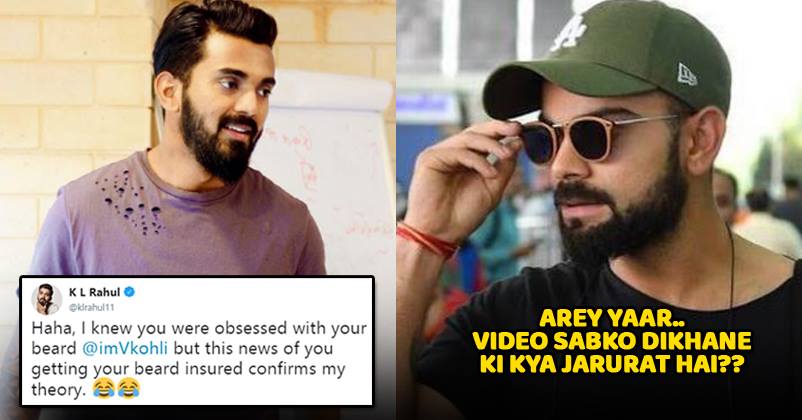 K L Rahul
@klrahul11
Haha, I knew you were obsessed with your
beard @imVkohli but this news of you
getting your beard insured confirms my
theory. 😂😂
LA
AREY YAAR..
VIDEO SABKO DIKHANE
KI KYA JARURAT HAI??